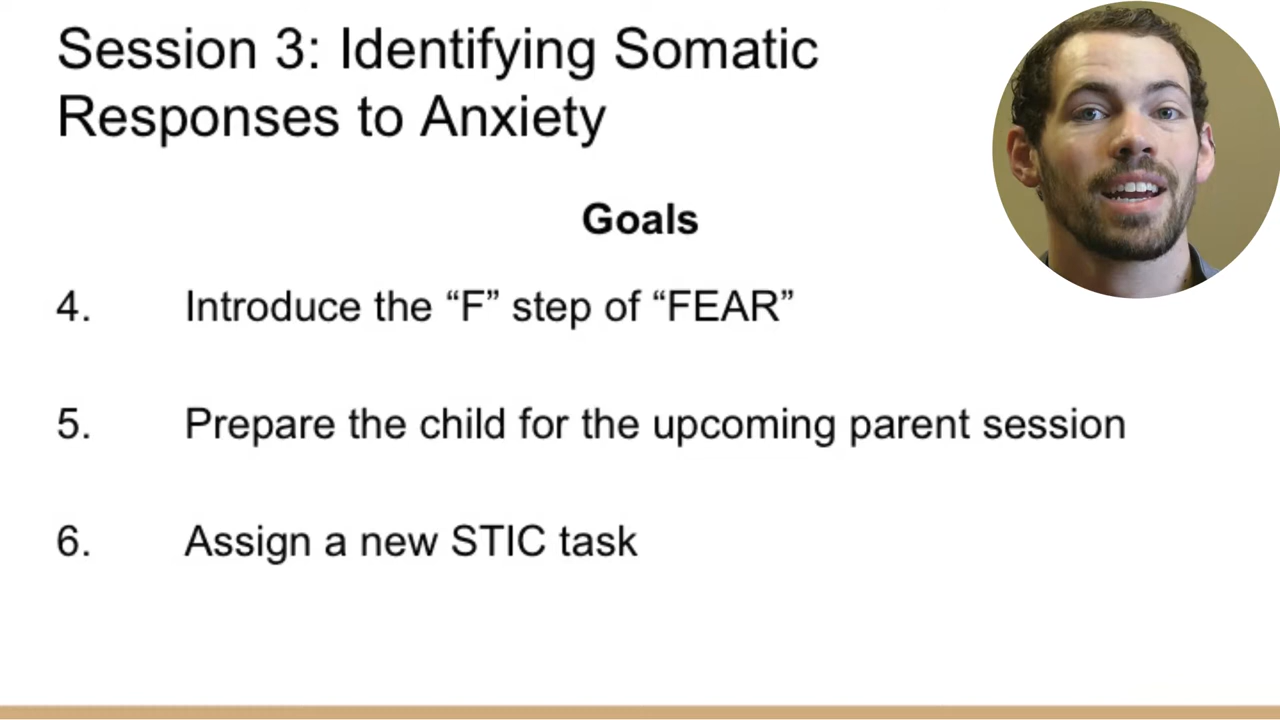 Session 3: Identifying Somatic
Responses to Anxiety
Goals
4. Introduce the “F” step of “FEAR”
5. Prepare the child for the upcoming parent session
6. Assign a new STIC task